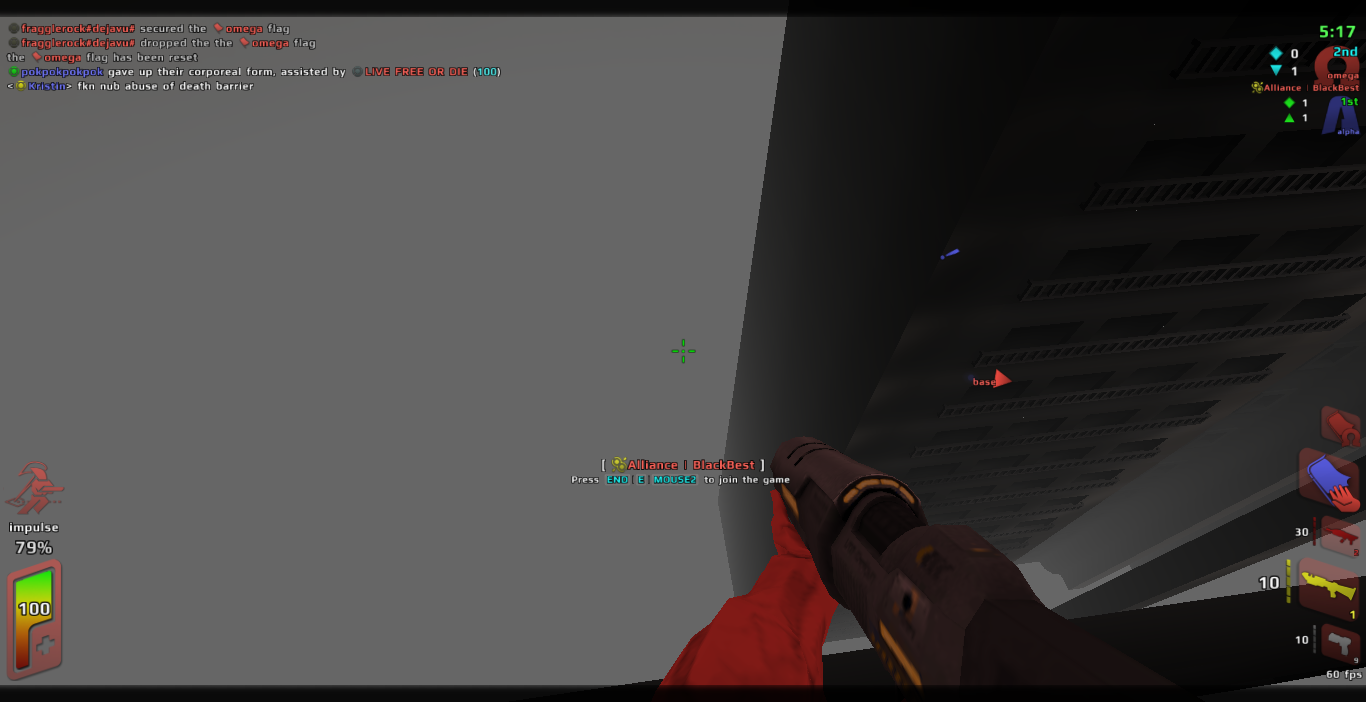 fragglerock#dejavu# secured the omega flag
fragglerock#dejavu# dropped the the omega flag
the omega flag has been reset
pokpokpokpok gave up their corporeal form, assisted by LIVE FREE OR DIE (100)
<Kristin> fkn nub abuse of death barrier
5:17
0 2nd
1 omega
Alliance | BlackBest
1 1st
1 alpha
base
[ Alliance | BlackBest ]
Press END | E | MOUSE2 to join the game
impulse
79%
100
30 2
10 1
10 9
60 fps